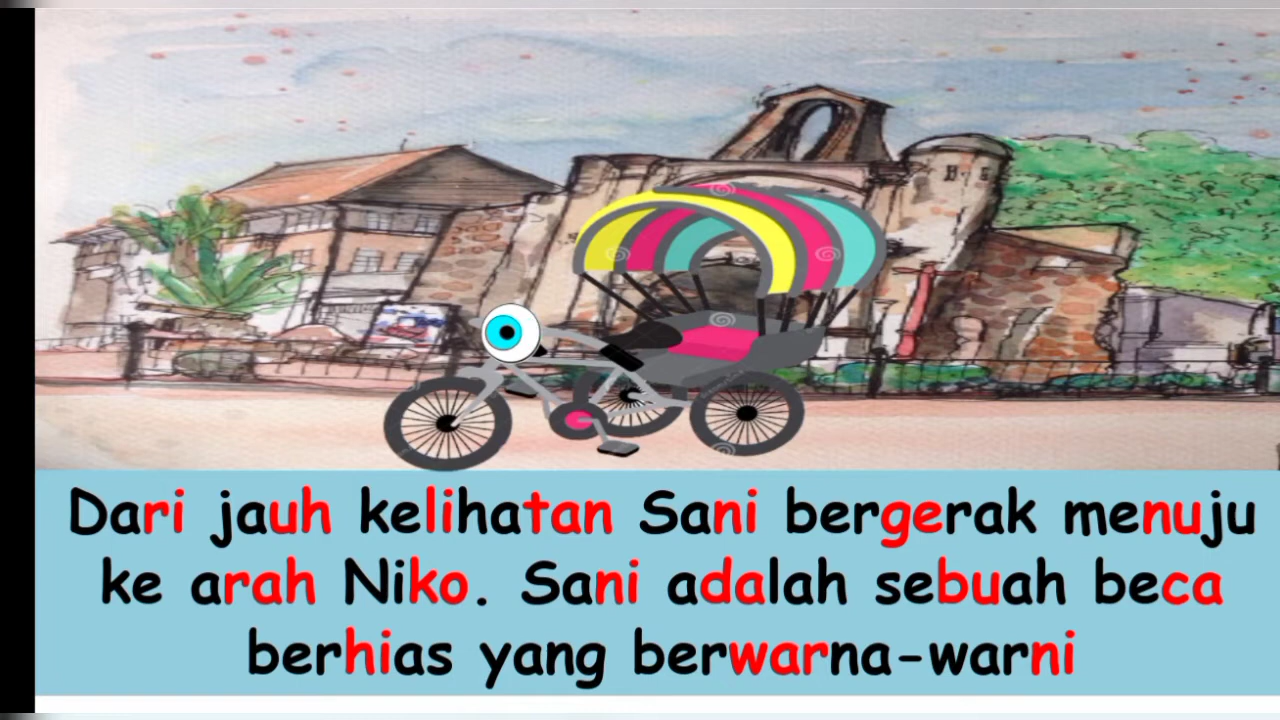 Dari jauh kelihatan Sani bergerak menuju
ke arah Niko. Sani adalah sebuah beca
berhias yang berwarna-warni